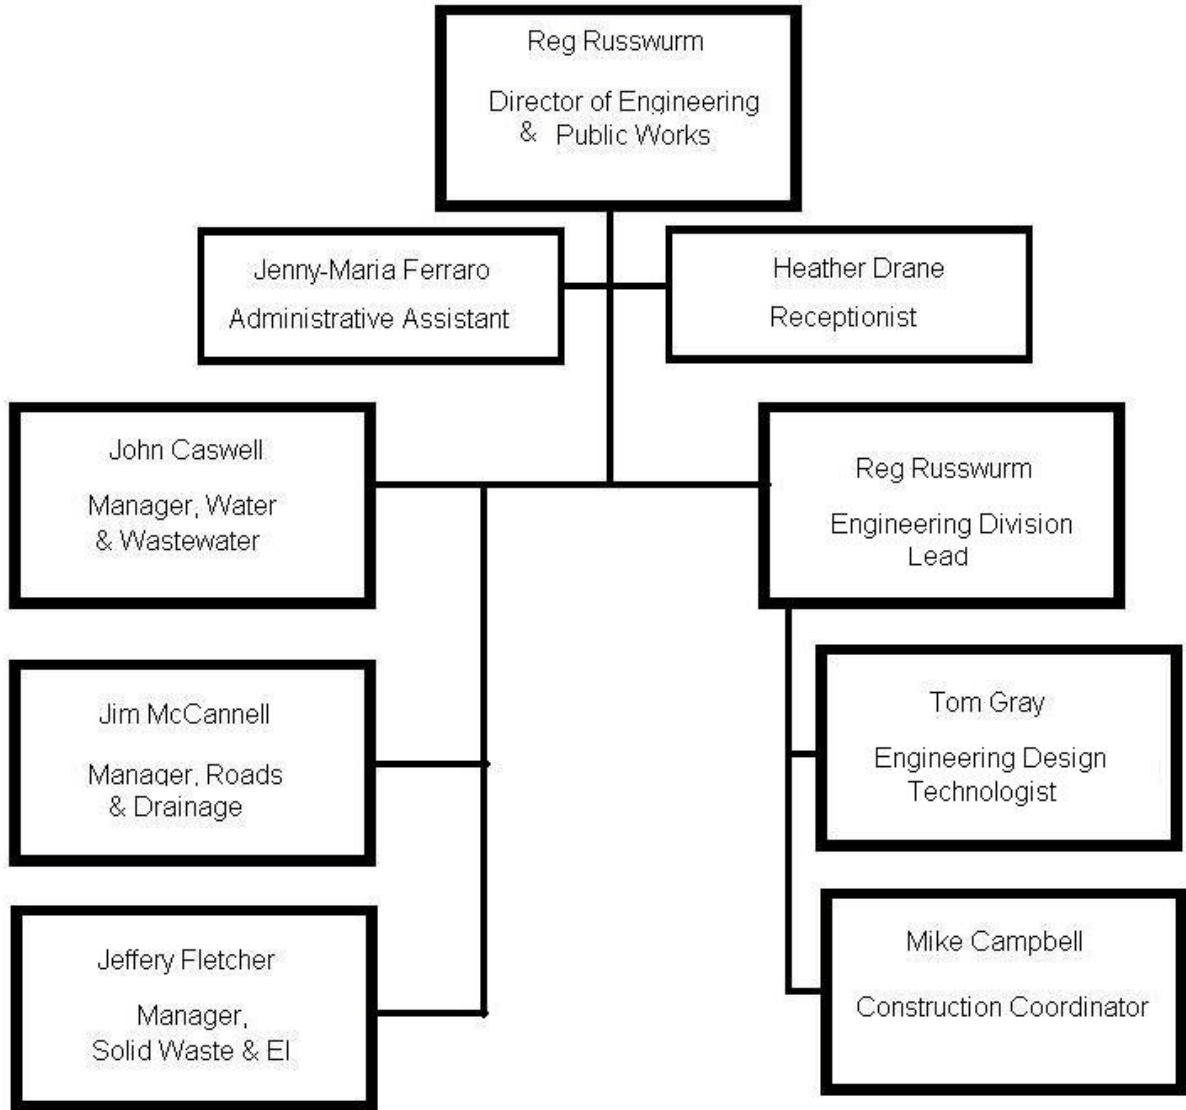 Reg Russwurm
Director of Engineering
& Public Works
Jenny-Maria Ferraro
Administrative Assistant
Heather Drane
Receptionist
John Caswell
Manager, Water
& Wastewater
Reg Russwurm
Engineering Division
Lead
Jim McCannell
Manager, Roads
& Drainage
Tom Gray
Engineering Design
Technologist
Jeffery Fletcher
Manager,
Solid Waste & EI
Mike Campbell
Construction Coordinator